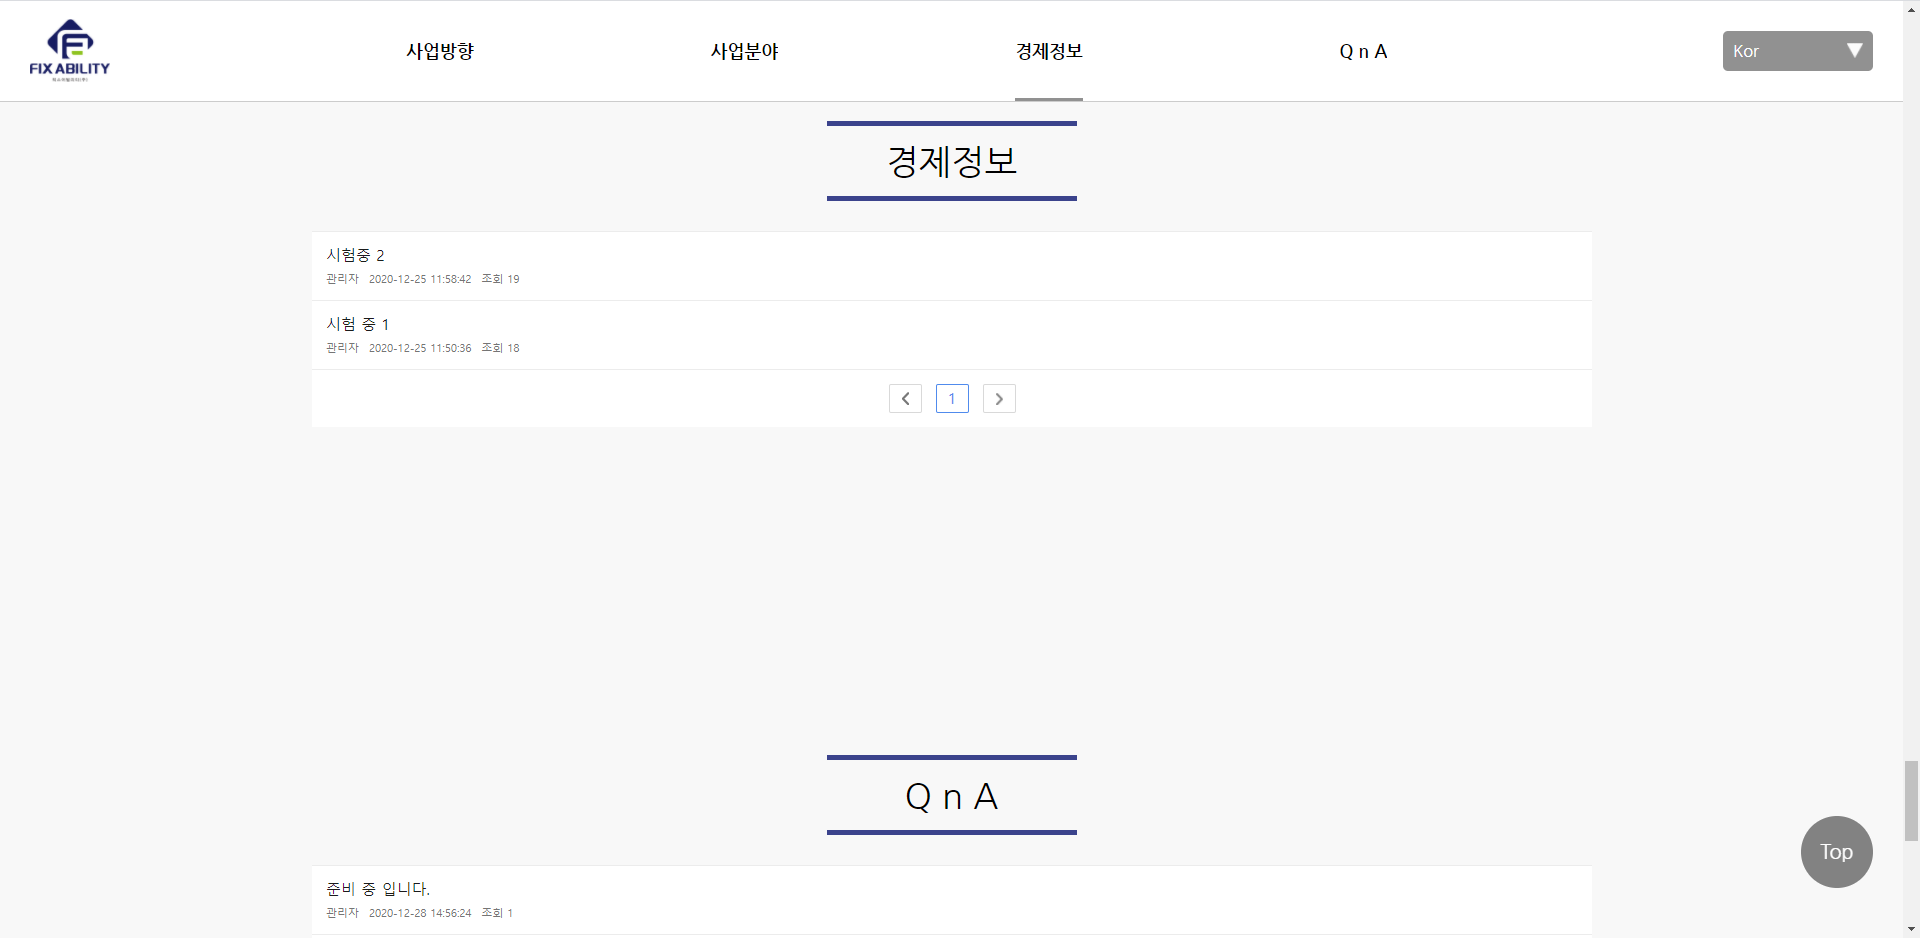 FIX ABILITY
사업방향
사업분야
경제정보
Q n A
Kor
경제정보
시험중 2
관리자 2020-12-25 11:58:42 조회 19
시험 중 1
관리자 2020-12-25 11:50:36 조회 18
1
Q n A
Top
준비 중 입니다.
관리자 2020-12-28 14:56:24 조회 1